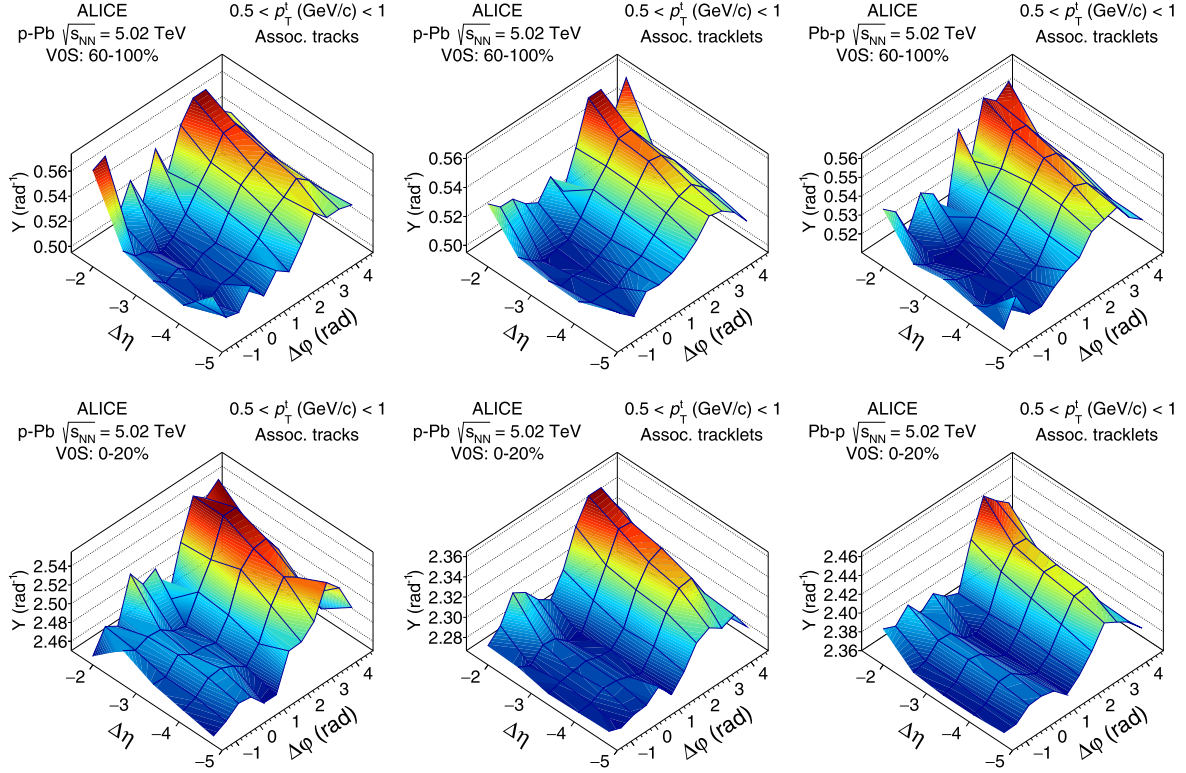 ALICE
p-Pb √sNN = 5.02 TeV
V0S: 60-100%
0.5 < pTt (GeV/c) < 1
Assoc. tracks
Y (rad-1)
0.56
0.54
0.52
0.50
−2
−3
−4
−5
Δη
−1 0 1 2 3 4
Δφ (rad)
ALICE
p-Pb √sNN = 5.02 TeV
V0S: 60-100%
0.5 < pTt (GeV/c) < 1
Assoc. tracklets
Y (rad-1)
0.56
0.54
0.52
0.50
−2
−3
−4
−5
Δη
−1 0 1 2 3 4
Δφ (rad)
ALICE
Pb-p √sNN = 5.02 TeV
V0S: 60-100%
0.5 < pTt (GeV/c) < 1
Assoc. tracklets
Y (rad-1)
0.56
0.55
0.54
0.53
0.52
−2
−3
−4
−5
Δη
−1 0 1 2 3 4
Δφ (rad)
ALICE
p-Pb √sNN = 5.02 TeV
V0S: 0-20%
0.5 < pTt (GeV/c) < 1
Assoc. tracks
Y (rad-1)
2.54
2.52
2.50
2.48
2.46
−2
−3
−4
−5
Δη
−1 0 1 2 3 4
Δφ (rad)
ALICE
p-Pb √sNN = 5.02 TeV
V0S: 0-20%
0.5 < pTt (GeV/c) < 1
Assoc. tracklets
Y (rad-1)
2.36
2.34
2.32
2.30
2.28
−2
−3
−4
−5
Δη
−1 0 1 2 3 4
Δφ (rad)
ALICE
Pb-p √sNN = 5.02 TeV
V0S: 0-20%
0.5 < pTt (GeV/c) < 1
Assoc. tracklets
Y (rad-1)
2.46
2.44
2.42
2.40
2.38
2.36
−2
−3
−4
−5
Δη
−1 0 1 2 3 4
Δφ (rad)